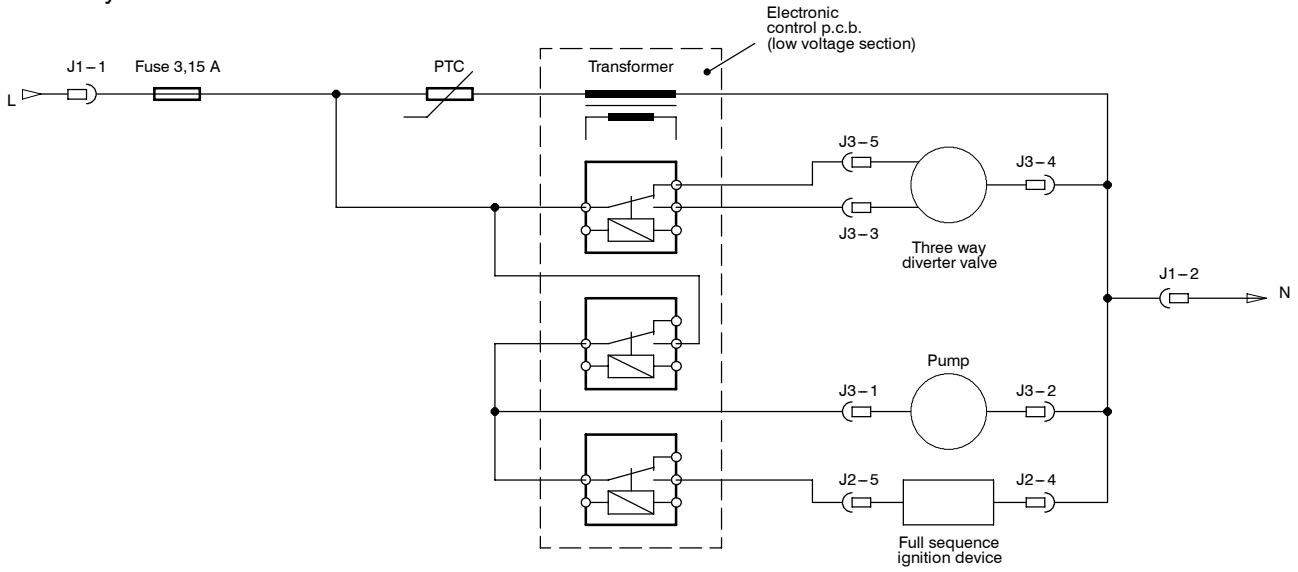 Electronic
control p.c.b.
(low voltage section)
J1–1
Fuse 3,15 A
PTC
Transformer
L
J3–5
J3–4
J3–3
Three way
diverter valve
J1–2
N
Pump
J3–1
J3–2
J2–5
J2–4
Full sequence
ignition device